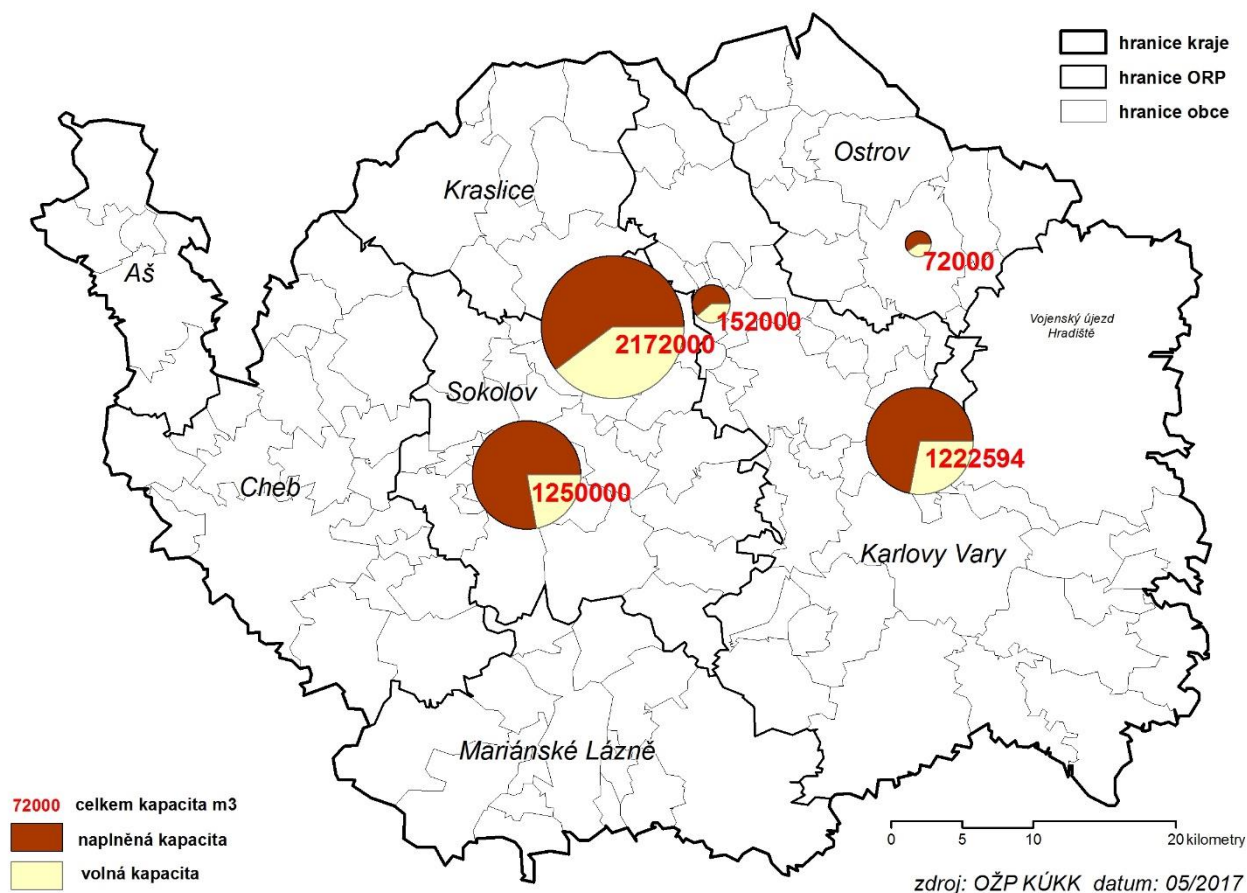 hranice kraje
hranice ORP
hranice obce
Ostrov
Kraslice
Aš
72000
152000
Vojenský újezd
Hradiště
2172000
Sokolov
1222594
Cheb
1250000
Karlovy Vary
Mariánské Lázně
72000 celkem kapacita m3
naplněná kapacita
volná kapacita
0 5 10 20 kilometry
zdroj: OŽP KÚKK datum: 05/2017